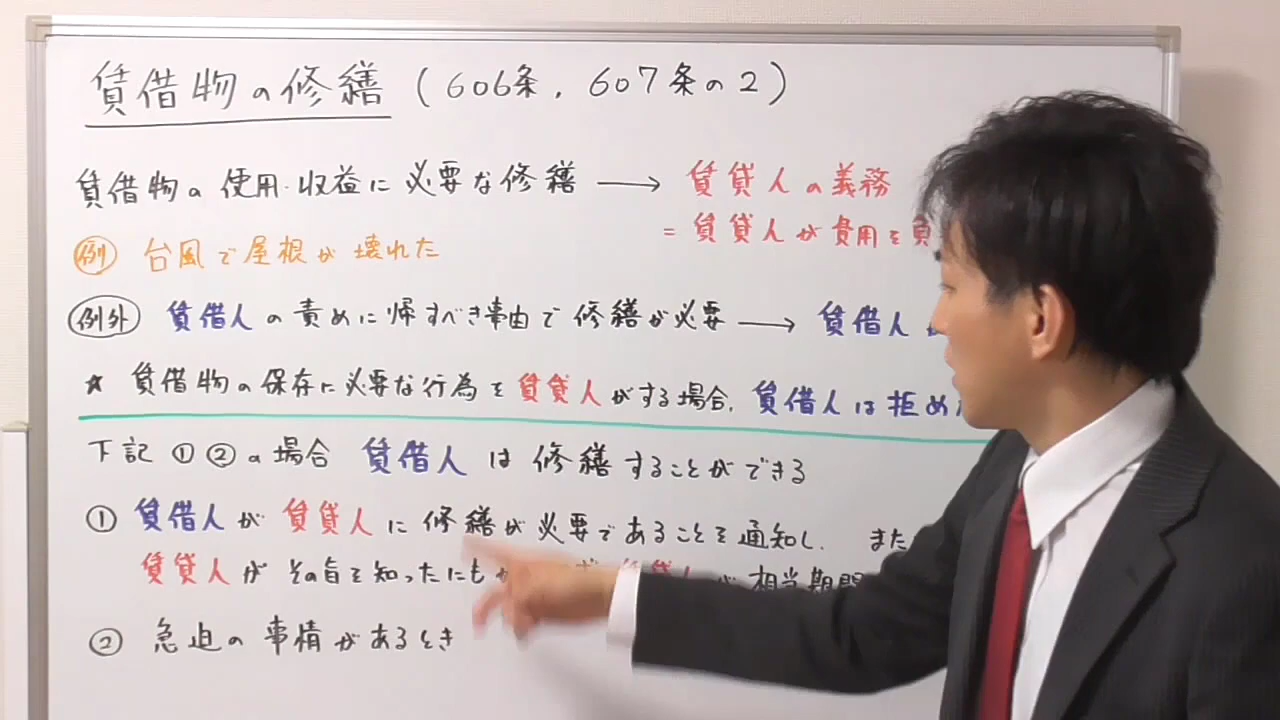 賃借物の修繕（606条，607条の2）
賃借物の使用・収益に必要な修繕 → 賃貸人の義務
＝賃貸人が費用を負
例 台風で屋根が壊れた
例外 賃借人の責めに帰すべき事由で修繕が必要 → 賃借人
☆ 賃借物の保存に必要な行為を賃貸人がする場合，賃借人は拒め
下記①②の場合 賃借人は修繕することができる
① 賃借人が賃貸人に修繕が必要であることを通知し，また
賃貸人がその旨を知ったにも 相当期間
② 急迫の事情があるとき